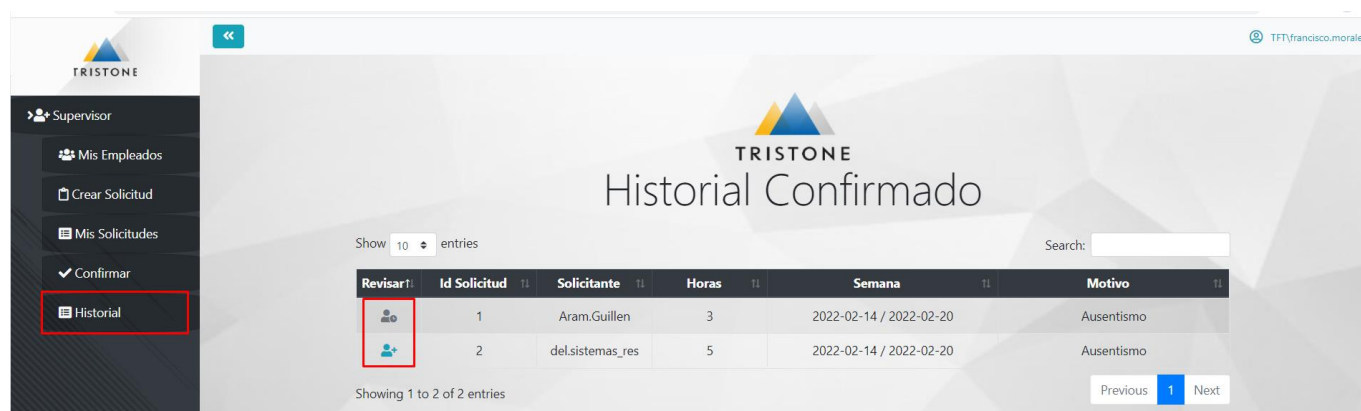 TRISTONE
TFT\francisco.morale
Supervisor
Mis Empleados
Crear Solicitud
Mis Solicitudes
Confirmar
Historial
TRISTONE
Historial Confirmado
Show 10 entries Search:
Revisar Id Solicitud Solicitante Horas Semana Motivo
1 Aram.Guillen 3 2022-02-14 / 2022-02-20 Ausentismo
2 del.sistemas_res 5 2022-02-14 / 2022-02-20 Ausentismo
Showing 1 to 2 of 2 entries Previous 1 Next